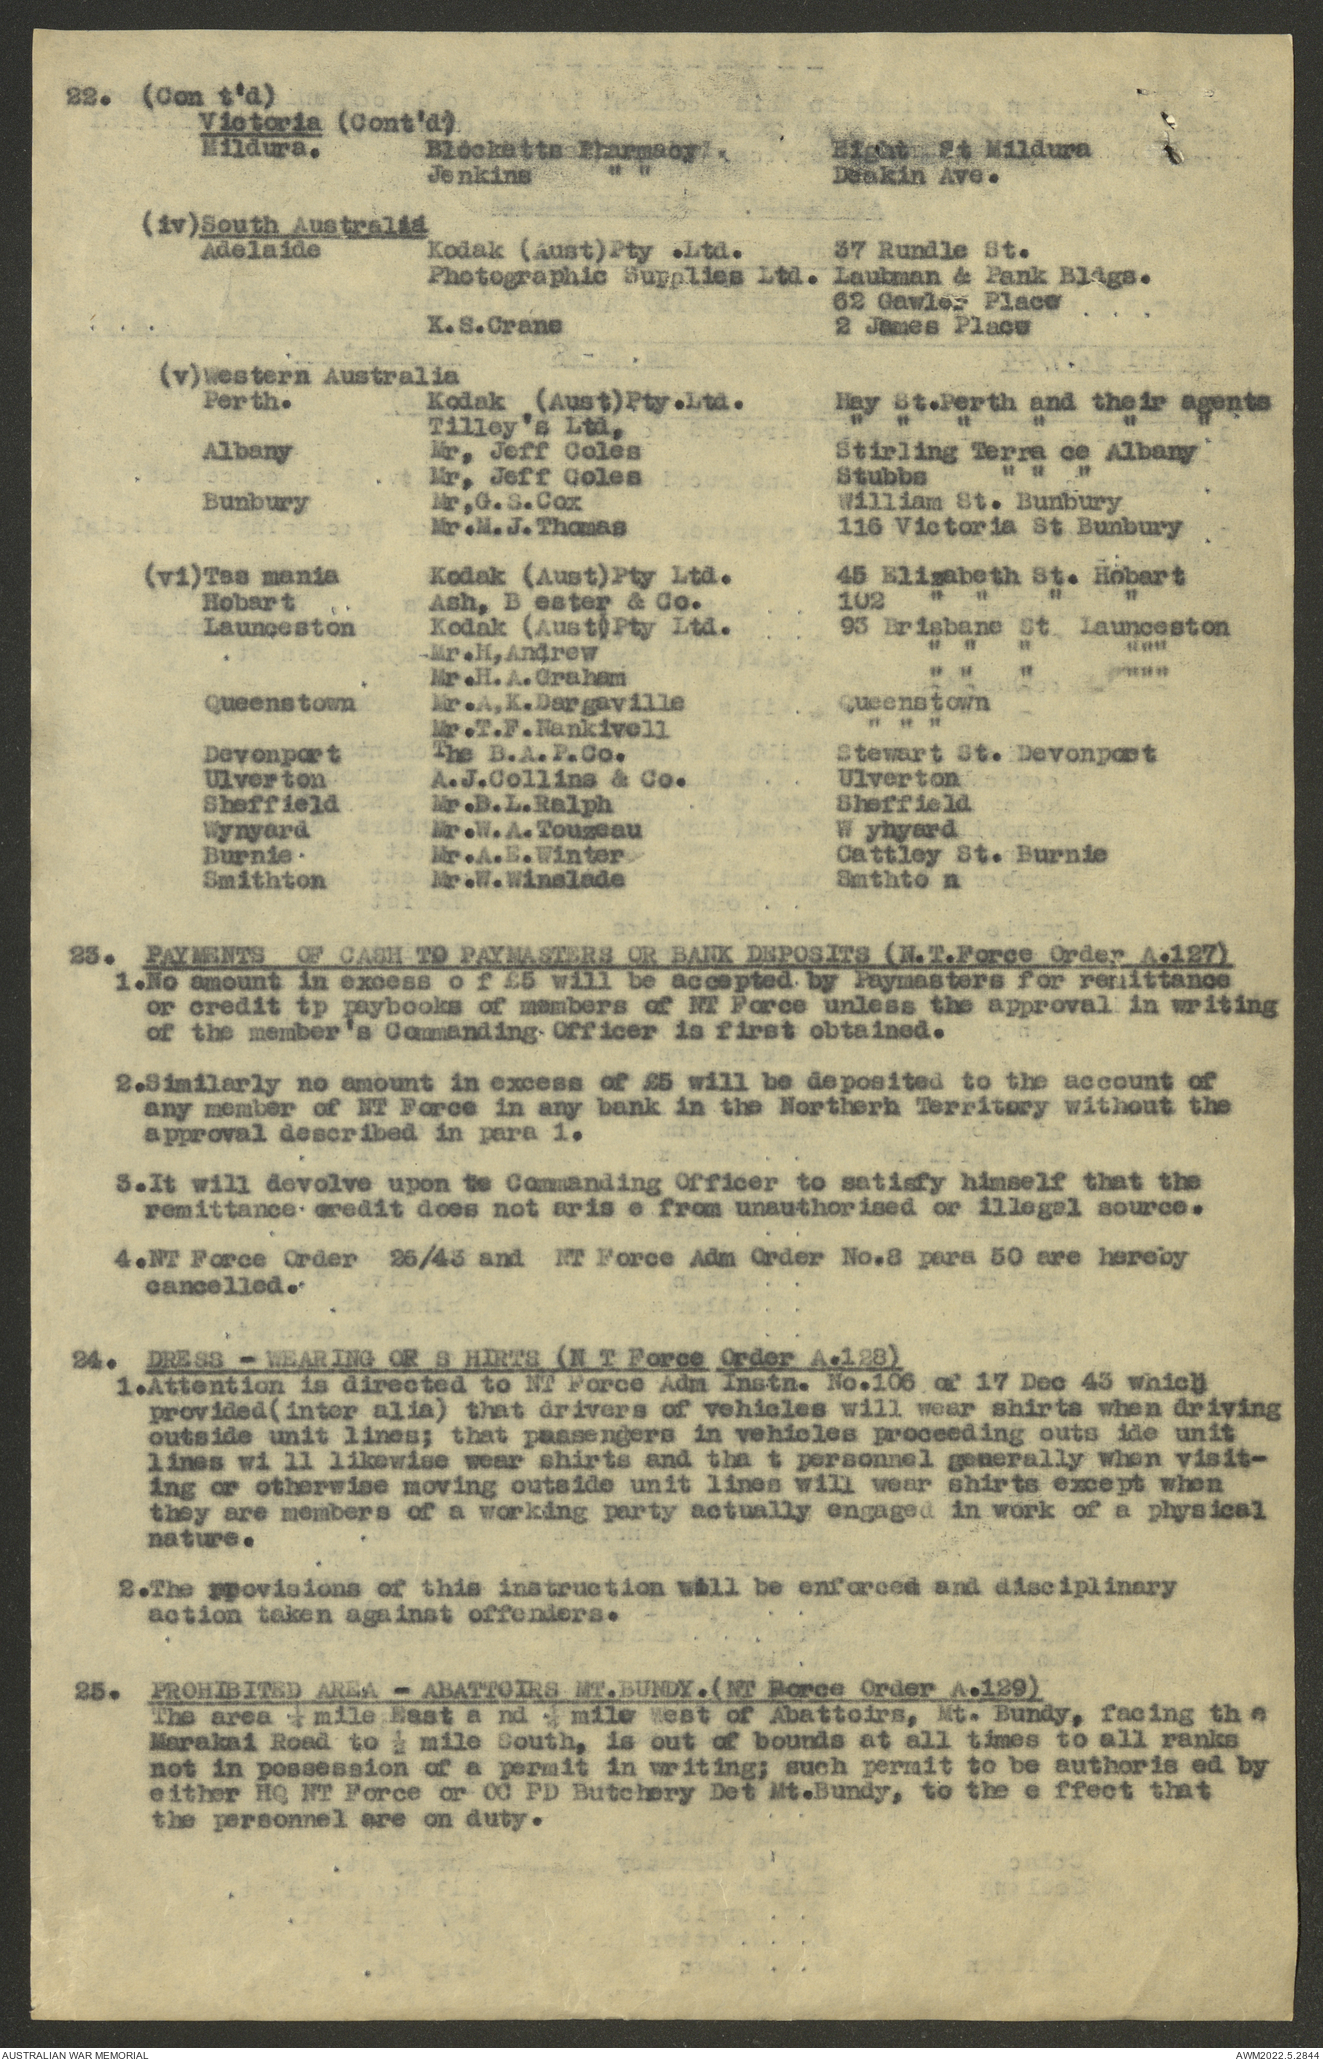 22. (Con t'd)
Victoria (Cont'd)
Mildura. Blockatts Pharmacy. Eight St Mildura
Jenkins " " Deakin Ave.
(iv)South Australia
Adelaide Kodak (Aust)Pty .Ltd. 37 Rundle St.
Photographic Supplies Ltd. Laubman & Pank Bldgs.
62 Gawler Place
K.S.Crane 2 James Place
(v)Western Australia
Perth. Kodak (Aust)Pty.Ltd. Hay St.Perth and their agents
Tilley's Ltd, " " " " " "
Albany Mr, Jeff Coles Stirling Terra ce Albany
Mr, Jeff Coles Stubbs " " "
Bunbury Mr,G.S.Cox William St. Bunbury
Mr.M.J.Thomas 116 Victoria St Bunbury
(vi)Tas mania Kodak (Aust)Pty Ltd. 45 Elizabeth St. Hobart
Hobart Ash, B ester & Co. 102 " " " "
Launceston Kodak (Aust)Pty Ltd. 93 Brisbane St Launceston
Mr.H,Andrew " " " """"
Mr.H.A.Graham " " " """"
Queenstown Mr.A,K.Dargaville Queenstown
Mr.T.F.Nankivell " " "
Devonport The B.A.P.Co. Stewart St. Devonport
Ulverton A.J.Collins & Co. Ulverton
Sheffield Mr.B.L.Ralph Sheffield
Wynyard Mr.W.A.Touzeau W yhyard
Burnie Mr.A.E.Winter Cattley St. Burnie
Smithton Mr.W.Winslade Smthto n
23. PAYMENTS OF CASH TO PAYMASTERS OR BANK DEPOSITS (N.T.Force Order A.127)
1.No amount in excess o f £5 will be accepted by Paymasters for remittance
or credit tp paybooks of members of NT Force unless the approval in writing
of the member's Commanding Officer is first obtained.
2.Similarly no amount in excess of £5 will be deposited to the account of
any member of NT Force in any bank in the Northern Territory without the
approval described in para 1.
3.It will devolve upon te Commanding Officer to satisfy himself that the
remittance credit does not aris e from unauthorised or illegal source.
4.NT Force Order 26/43 and NT Force Adm Order No.8 para 50 are hereby
cancelled.
24. DRESS - WEARING OF S HIRTS (N T Force Order A.128)
1.Attention is directed to NT Force Adm Instn. No.106 of 17 Dec 43 which
provided(inter alia) that drivers of vehicles will wear shirts when driving
outside unit lines; that passengers in vehicles proceeding outs ide unit
lines wi ll likewise wear shirts and tha t personnel generally when visit-
ing or otherwise moving outside unit lines will wear shirts except when
they are members of a working party actually engaged in work of a physical
nature.
2.The provisions of this instruction will be enforced and disciplinary
action taken against offenders.
25. PROHIBITED AREA - ABATTOIRS MT.BUNDY.(NT Force Order A.129)
The area ¼ mile East a nd ¼ mile West of Abattoirs, Mt. Bundy, facing th e
Marakai Road to ½ mile South, is out of bounds at all times to all ranks
not in possession of a permit in writing; such permit to be authoris ed by
either HQ NT Force or OC FD Butchery Det Mt.Bundy, to the e ffect that
the personnel are on duty.
AUSTRALIAN WAR MEMORIAL AWM2022.5.2844